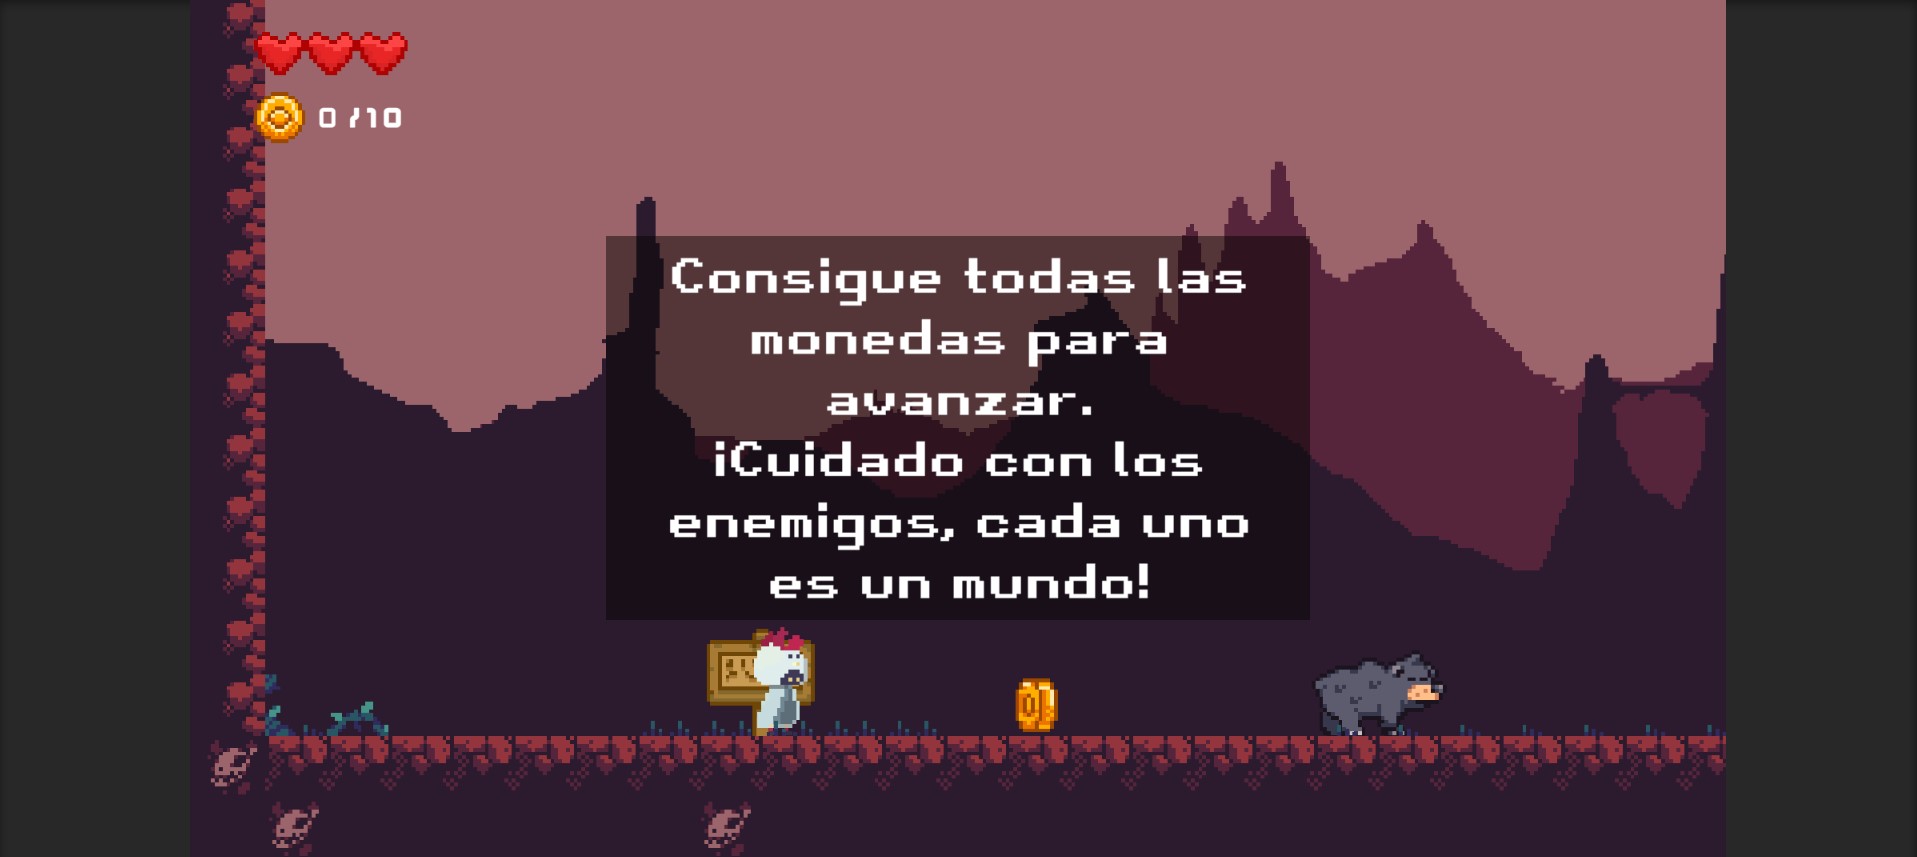 0 /10
Consigue todas las
monedas para
avanzar.
¡Cuidado con los
enemigos, cada uno
es un mundo!